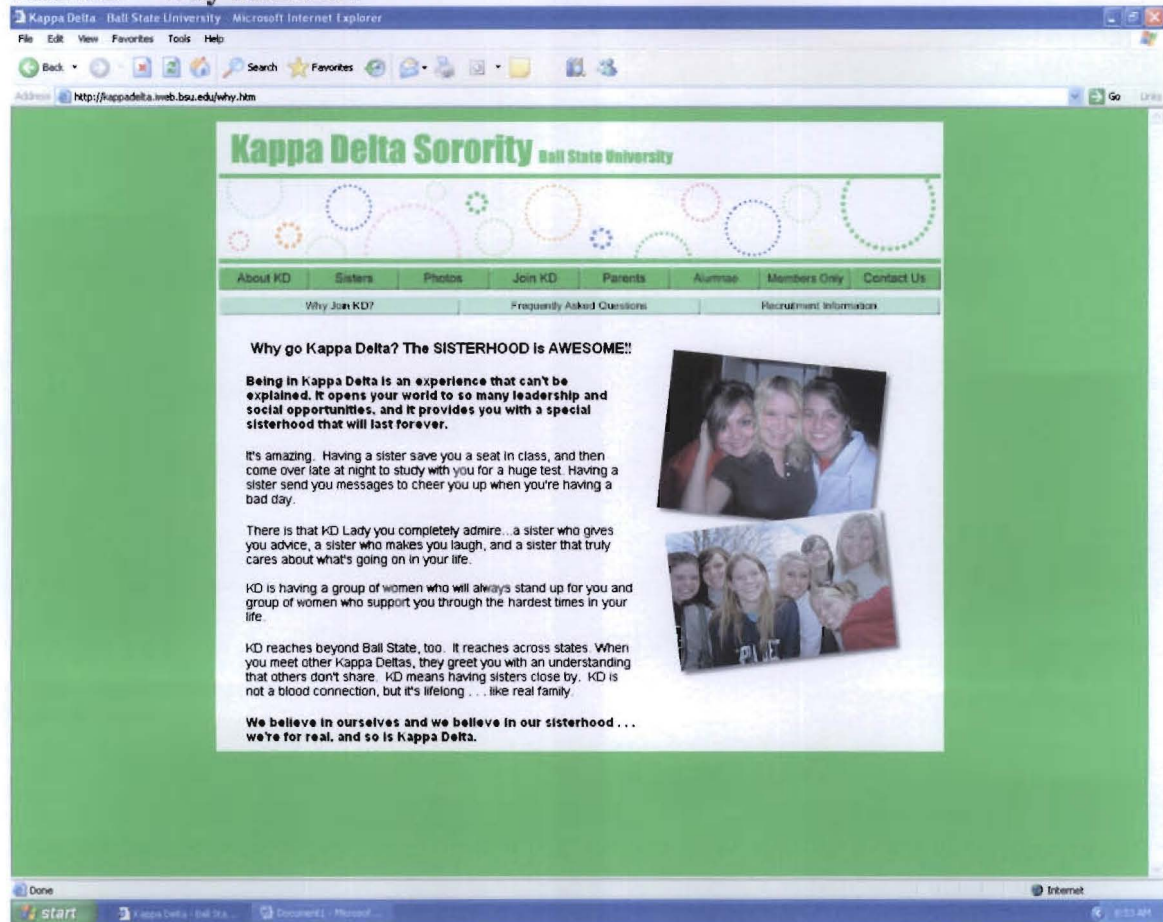 Kappa Delta - Ball State University - Microsoft Internet Explorer
File Edit View Favorites Tools Help
Back Search Favorites
Address http://kappadelta.iweb.bsu.edu/why.htm Go Links
Kappa Delta Sorority Ball State University
About KD Sisters Photos Join KD Parents Alumnae Members Only Contact Us
Why Join KD? Frequently Asked Questions Recruitment Information
Why go Kappa Delta? The SISTERHOOD is AWESOME!!
Being in Kappa Delta is an experience that can't be
explained. It opens your world to so many leadership and
social opportunities, and it provides you with a special
sisterhood that will last forever.
It's amazing. Having a sister save you a seat in class, and then
come over late at night to study with you for a huge test. Having a
sister send you messages to cheer you up when you're having a
bad day.
There is that KD Lady you completely admire...a sister who gives
you advice, a sister who makes you laugh, and a sister that truly
cares about what's going on in your life.
KD is having a group of women who will always stand up for you and
group of women who support you through the hardest times in your
life.
KD reaches beyond Ball State, too. It reaches across states. When
you meet other Kappa Deltas, they greet you with an understanding
that others don't share. KD means having sisters close by. KD is
not a blood connection, but it's lifelong . . . like real family.
We believe in ourselves and we believe in our sisterhood . . .
we're for real, and so is Kappa Delta.
Done Internet
start Kappa Delta - Ball Sta... Document1 - Microsof... 8:53 AM